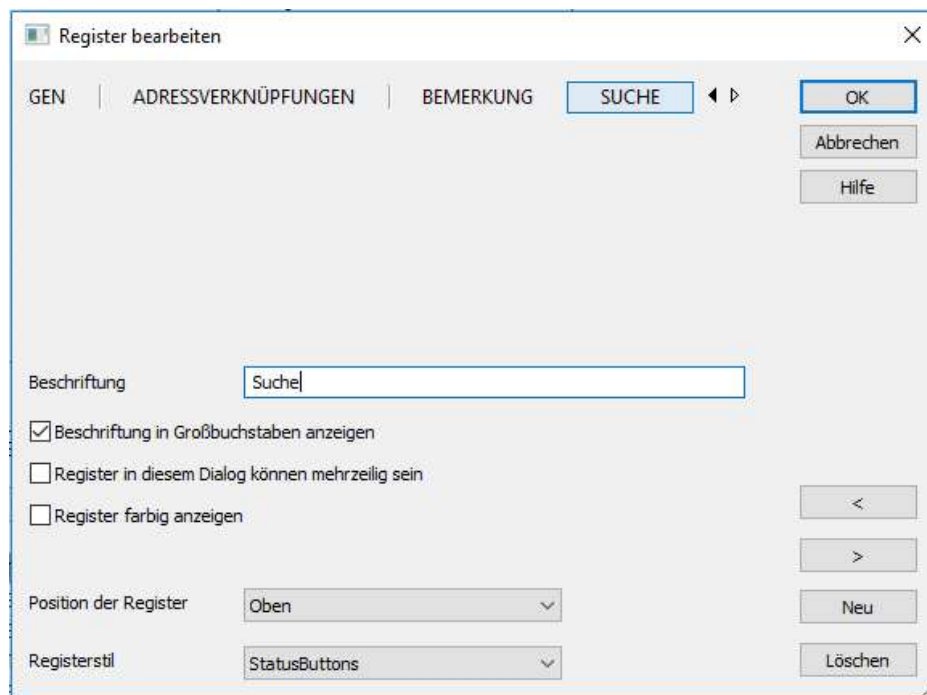 Register bearbeiten
GEN | ADRESSVERKNÜPFUNGEN | BEMERKUNG SUCHE
OK
Abbrechen
Hilfe
Beschriftung Suche
Beschriftung in Großbuchstaben anzeigen
Register in diesem Dialog können mehrzeilig sein
Register farbig anzeigen
<
>
Position der Register Oben
Neu
Registerstil StatusButtons
Löschen